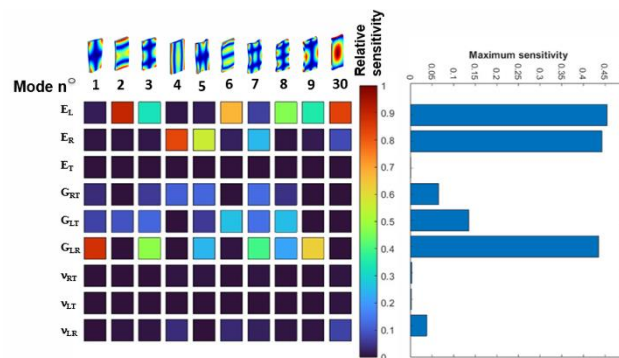 Mode n°
1 2 3 4 5 6 7 8 9 30
Relative
sensitivity
Maximum sensitivity
0 0.05 0.1 0.15 0.2 0.25 0.3 0.35 0.4 0.45
E_L
E_R
E_T
G_RT
G_LT
G_LR
ν_RT
ν_LT
ν_LR
1
0.9
0.8
0.7
0.6
0.5
0.4
0.3
0.2
0.1
0